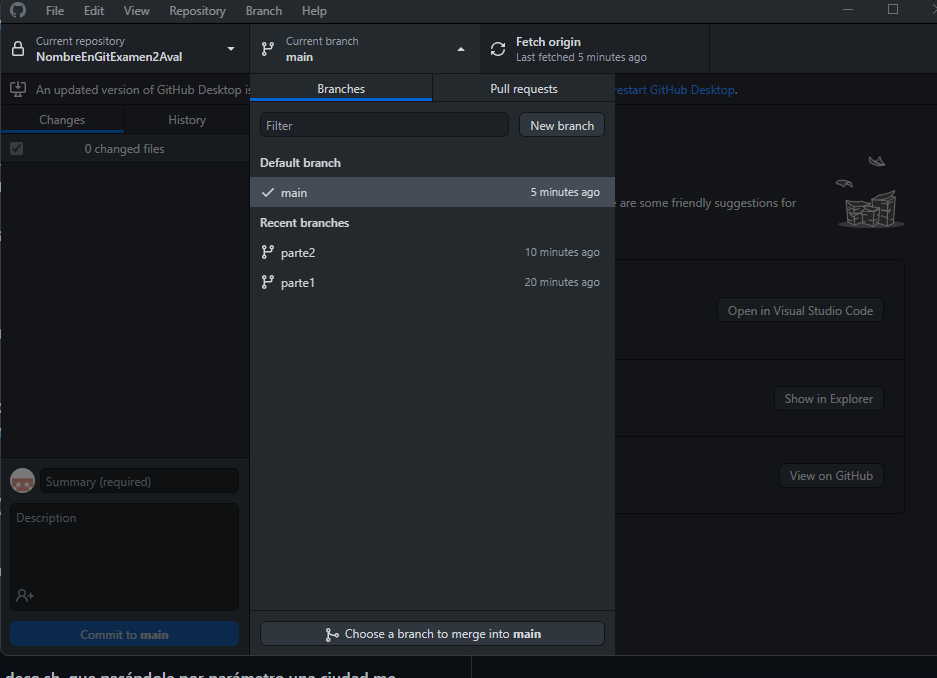 File Edit View Repository Branch Help
Current repository
NombreEnGitExamen2Aval
Current branch
main
Fetch origin
Last fetched 5 minutes ago
An updated version of GitHub Desktop is
restart GitHub Desktop.
Changes
History
0 changed files
Branches
Pull requests
Filter
New branch
Default branch
main
5 minutes ago
Recent branches
parte2
10 minutes ago
parte1
20 minutes ago
Choose a branch to merge into main
are some friendly suggestions for
Open in Visual Studio Code
Show in Explorer
View on GitHub
Summary (required)
Description
Commit to main
que pasándole por parámetro una ciudad me